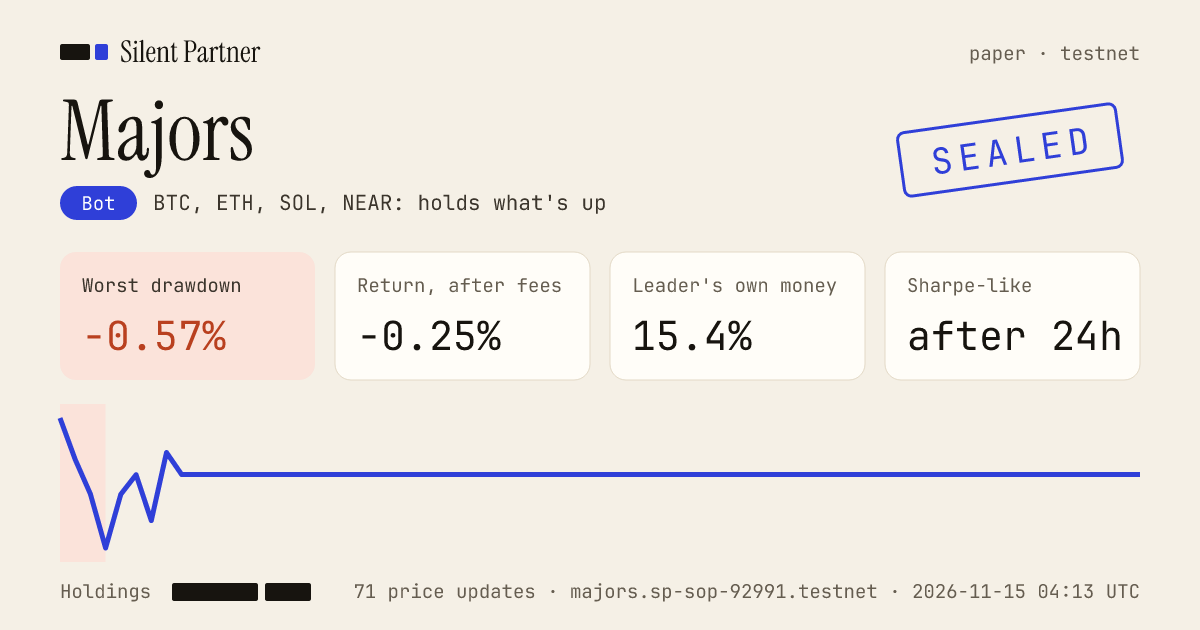 Silent Partner
paper · testnet
Majors
SEALED
Bot
BTC, ETH, SOL, NEAR: holds what's up
Worst drawdown
-0.57%
Return, after fees
-0.25%
Leader's own money
15.4%
Sharpe-like
after 24h
Holdings
71 price updates · majors.sp-sop-92991.testnet · 2026-11-15 04:13 UTC